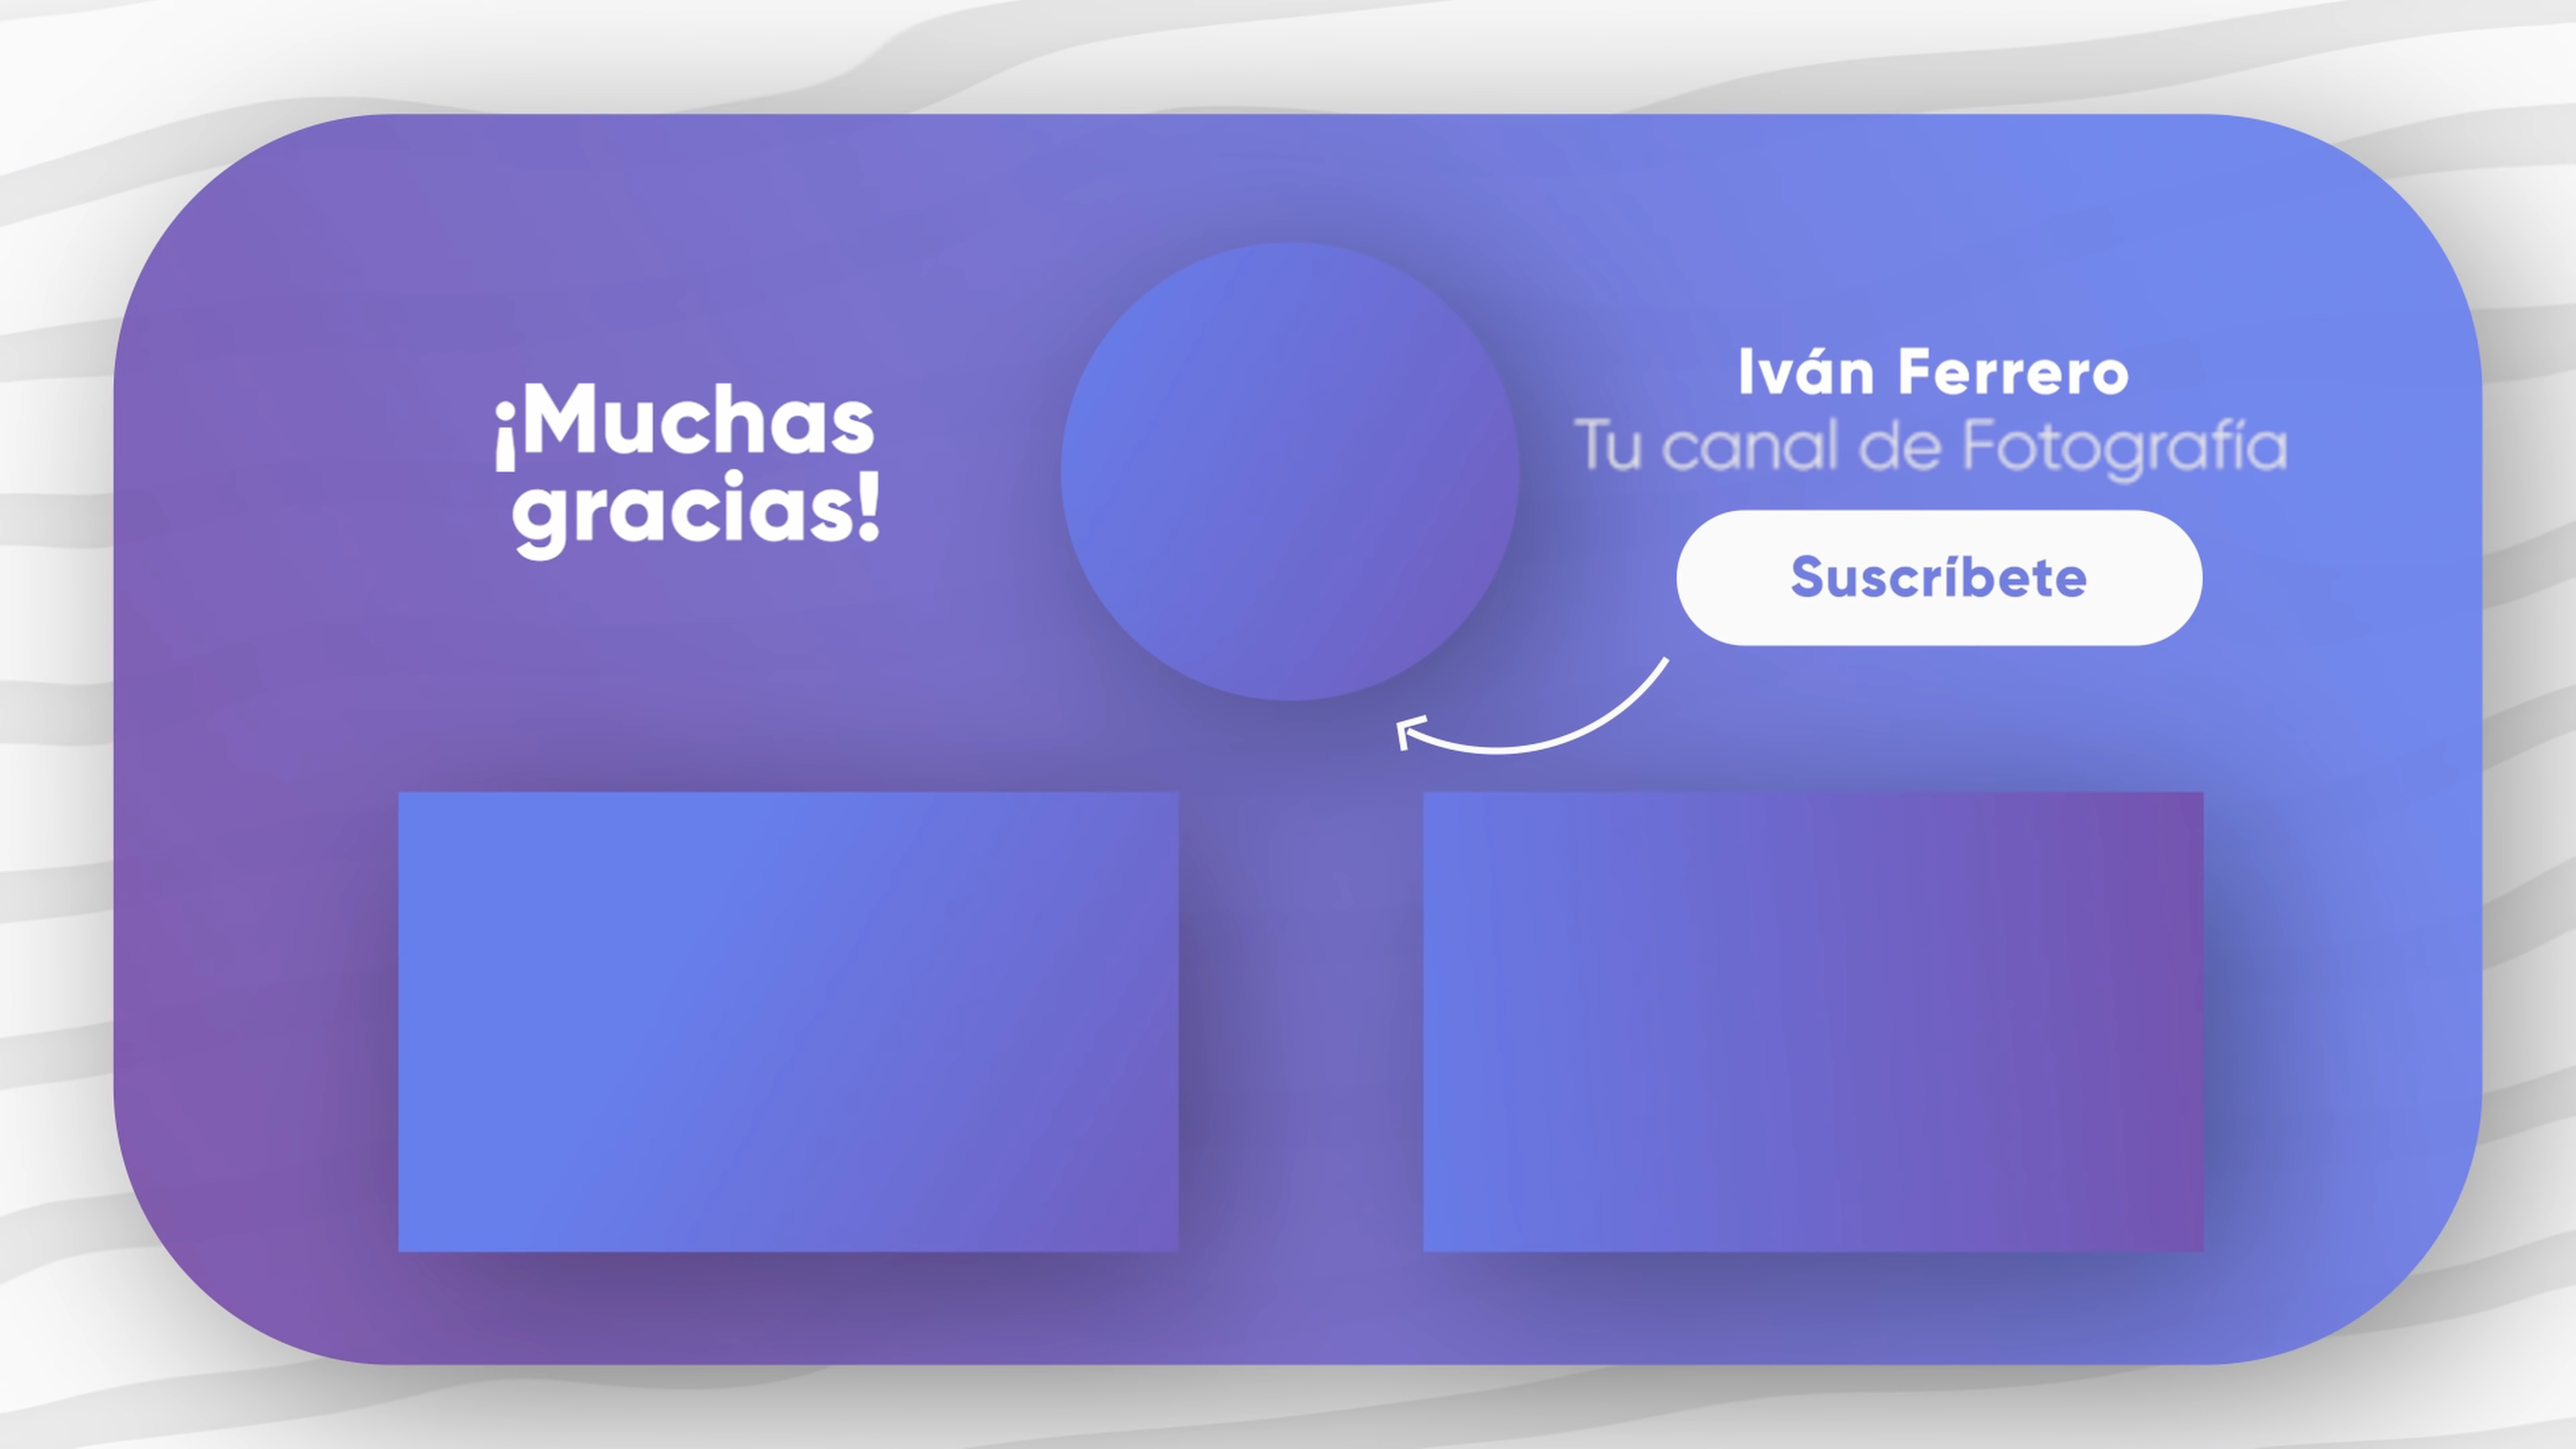 ¡Muchas
gracias!
Iván Ferrero
Tu canal de Fotografía
Suscríbete